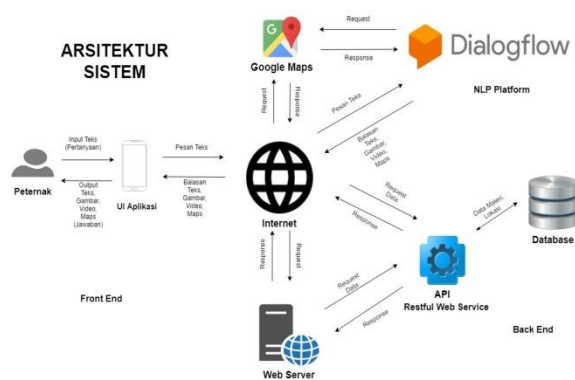 ARSITEKTUR
SISTEM
Google Maps
Request
Response
Dialogflow
NLP Platform
Request
Response
Pesan Teks
Balasan
Teks,
Gambar,
Video,
Maps
Peternak
Input Teks
(Pertanyaan)
Output
Teks,
Gambar,
Video,
Maps
(Jawaban)
UI Aplikasi
Pesan Teks
Balasan
Teks,
Gambar,
Video,
Maps
Internet
Request
Data
Response
Data Materi,
Lokasi
Database
API
Restful Web Service
Response
Request
Front End
Web Server
Request
Data
Response
Back End